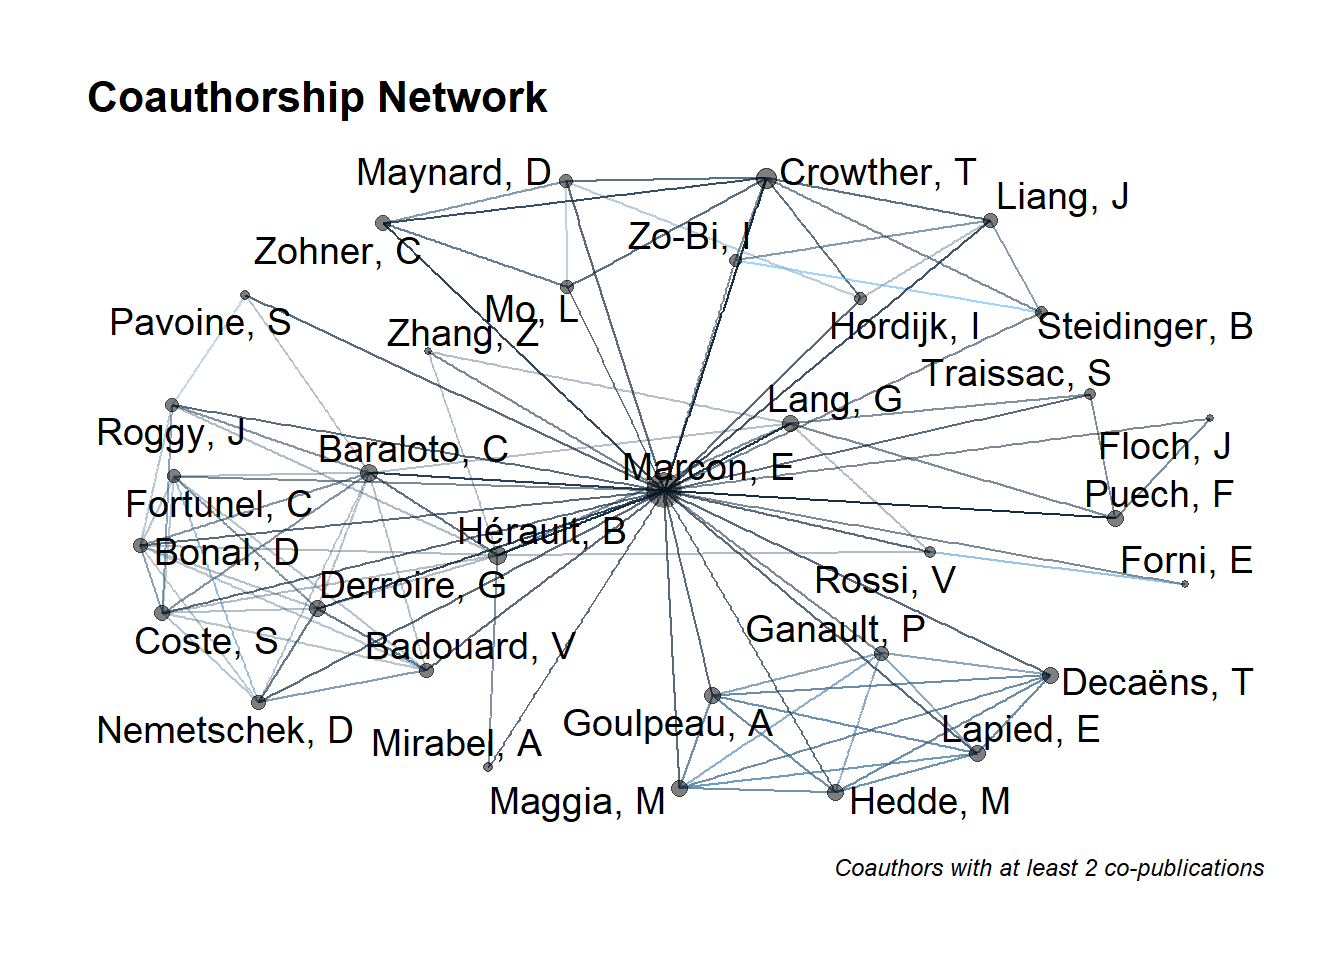 Coauthorship Network
Maynard, D
Crowther, T
Liang, J
Zo-Bi, I
Zohner, C
Mo, L
Pavoine, S
Zhang, Z
Hordijk, I
Steidinger, B
Traissac, S
Lang, G
Roggy, J
Baraloto, C
Floch, J
Marcon, E
Puech, F
Fortunel, C
Hérault, B
Bonal, D
Forni, E
Derroire, G
Rossi, V
Ganault, P
Coste, S
Badouard, V
Decaëns, T
Goulpeau, A
Lapied, E
Nemetschek, D
Mirabel, A
Maggia, M
Hedde, M
Coauthors with at least 2 co-publications